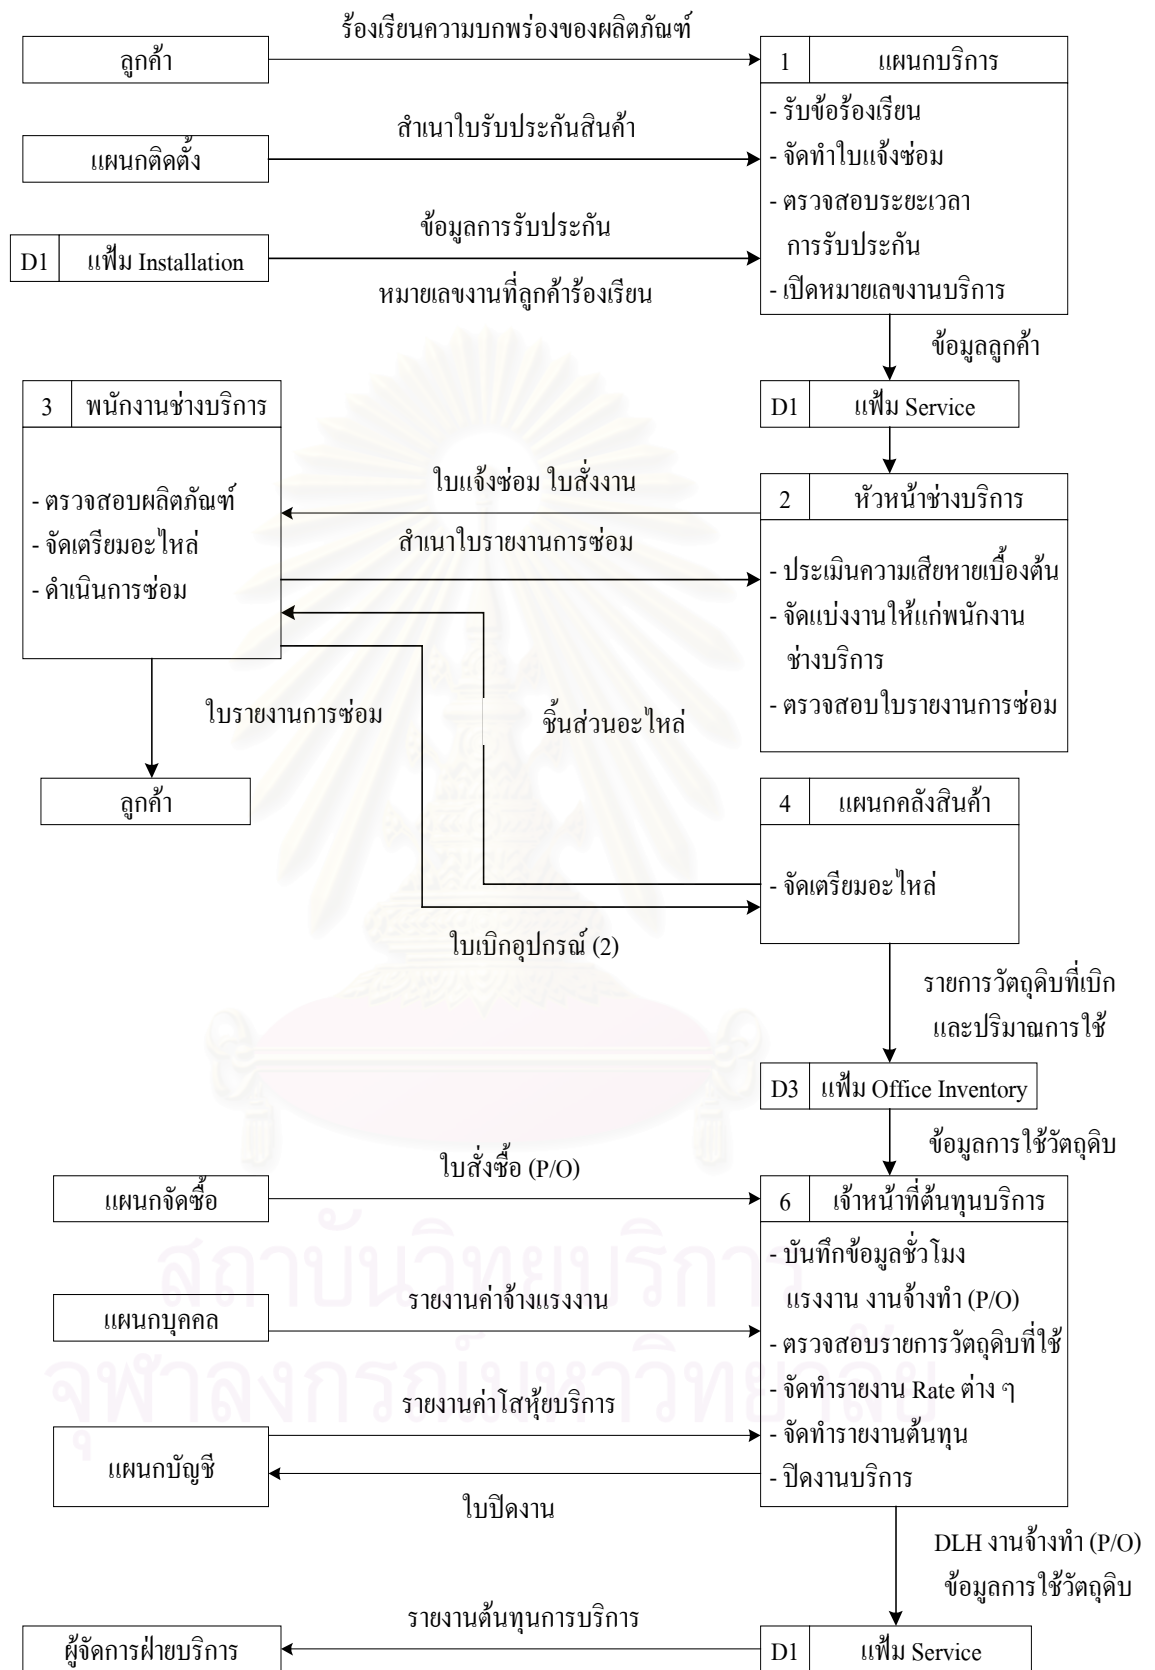 ร้องเรียนความบกพร่องของผลิตภัณฑ์
ลูกค้า
1 แผนกบริการ
- รับข้อร้องเรียน
- จัดทำใบแจ้งซ่อม
- ตรวจสอบระยะเวลา
การรับประกัน
- เปิดหมายเลขงานบริการ
สำเนาใบรับประกันสินค้า
แผนกติดตั้ง
ข้อมูลการรับประกัน
D1 แฟ้ม Installation
หมายเลขงานที่ลูกค้าร้องเรียน
ข้อมูลลูกค้า
D1 แฟ้ม Service
3 พนักงานช่างบริการ
- ตรวจสอบผลิตภัณฑ์
- จัดเตรียมอะไหล่
- ดำเนินการซ่อม
ใบแจ้งซ่อม ใบสั่งงาน
สำเนาใบรายงานการซ่อม
2 หัวหน้าช่างบริการ
- ประเมินความเสียหายเบื้องต้น
- จัดแบ่งงานให้แก่พนักงาน
ช่างบริการ
- ตรวจสอบใบรายงานการซ่อม
ใบรายงานการซ่อม
ชิ้นส่วนอะไหล่
ลูกค้า
4 แผนกคลังสินค้า
- จัดเตรียมอะไหล่
ใบเบิกอุปกรณ์ (2)
รายการวัตถุดิบที่เบิก
และปริมาณการใช้
D3 แฟ้ม Office Inventory
ข้อมูลการใช้วัตถุดิบ
ใบสั่งซื้อ (P/O)
แผนกจัดซื้อ
6 เจ้าหน้าที่ต้นทุนบริการ
- บันทึกข้อมูลชั่วโมง
แรงงาน งานจ้างทำ (P/O)
- ตรวจสอบรายการวัตถุดิบที่ใช้
- จัดทำรายงาน Rate ต่าง ๆ
- จัดทำรายงานต้นทุน
- ปิดงานบริการ
รายงานค่าจ้างแรงงาน
แผนกบุคคล
รายงานค่าโสหุ้ยบริการ
แผนกบัญชี
ใบปิดงาน
DLH งานจ้างทำ (P/O)
ข้อมูลการใช้วัตถุดิบ
รายงานต้นทุนการบริการ
ผู้จัดการฝ่ายบริการ
D1 แฟ้ม Service
สถาบันวิทยบริการ
จุฬาลงกรณ์มหาวิทยาลัย